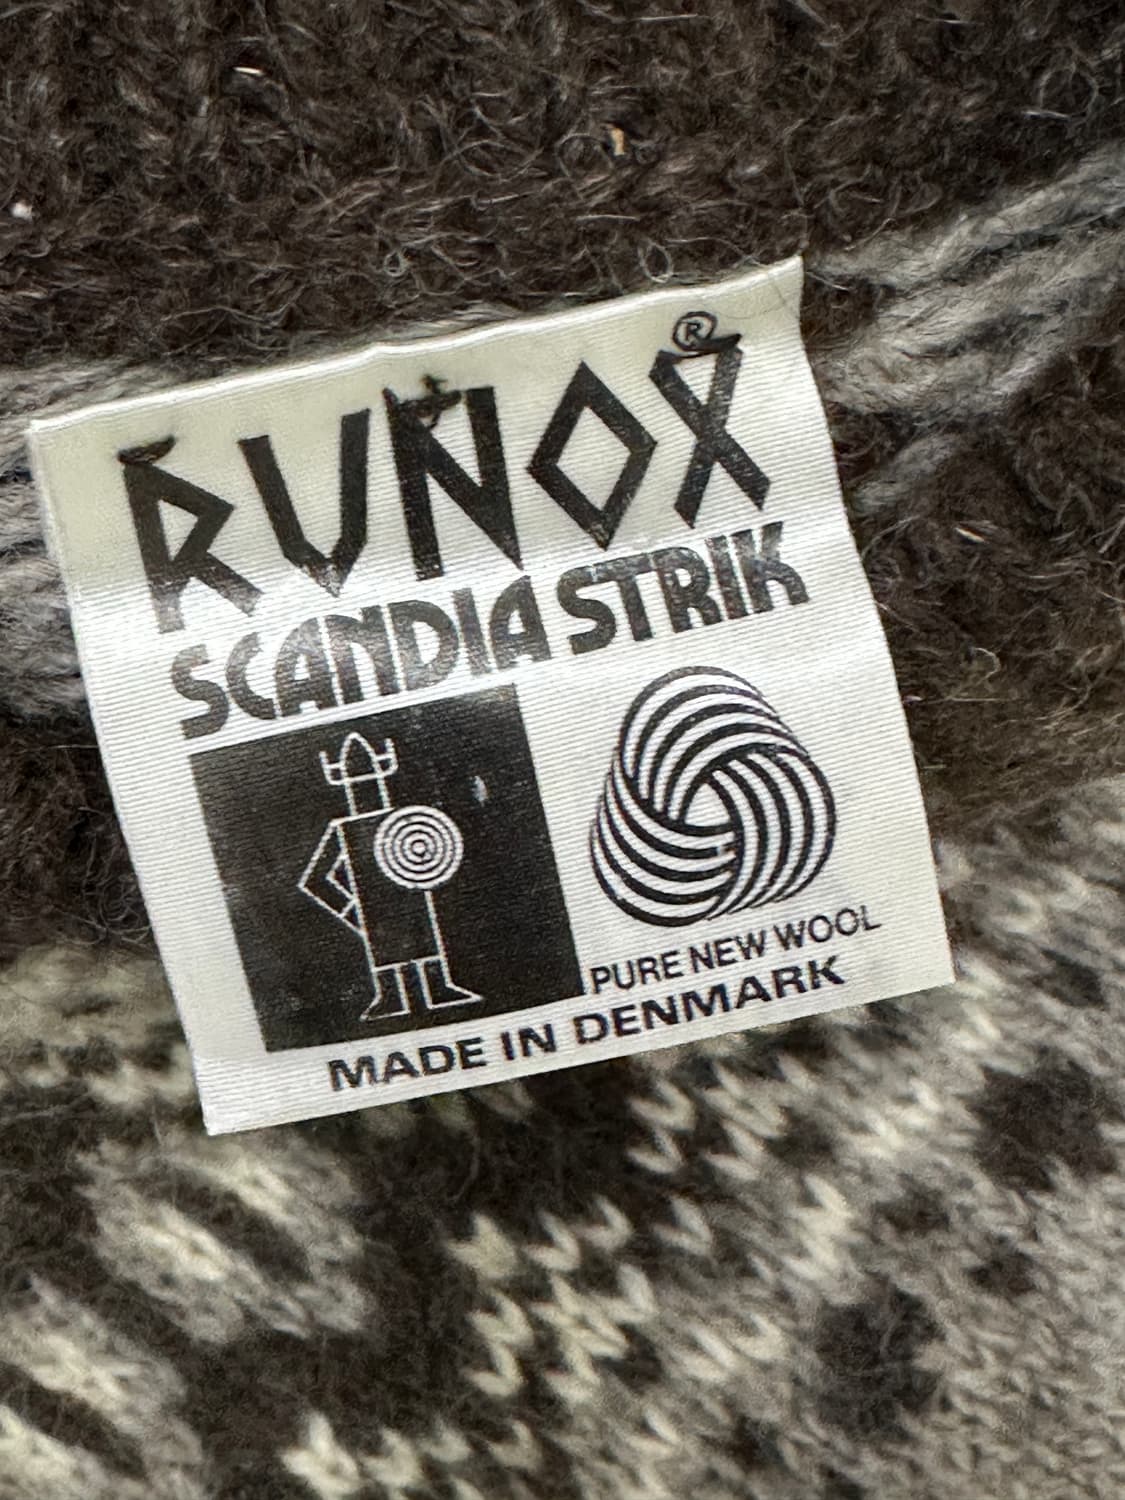 RUNOX®
SCANDIA STRIK
PURE NEW WOOL
MADE IN DENMARK